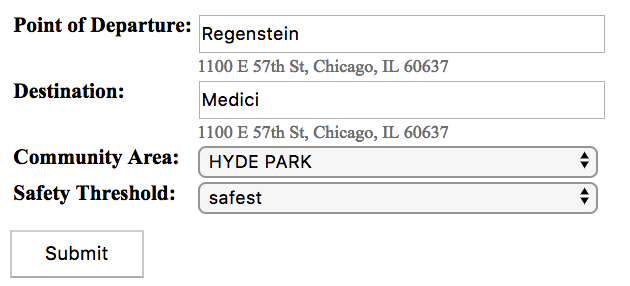 Point of Departure: Regenstein
1100 E 57th St, Chicago, IL 60637
Destination: Medici
1100 E 57th St, Chicago, IL 60637
Community Area: HYDE PARK
Safety Threshold: safest
Submit